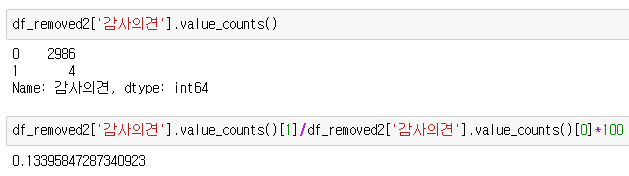 df_removed2['감사의견'].value_counts()
0    2986
1       4
Name: 감사의견, dtype: int64
df_removed2['감사의견'].value_counts()[1]/df_removed2['감사의견'].value_counts()[0]*100
0.13395847287340923